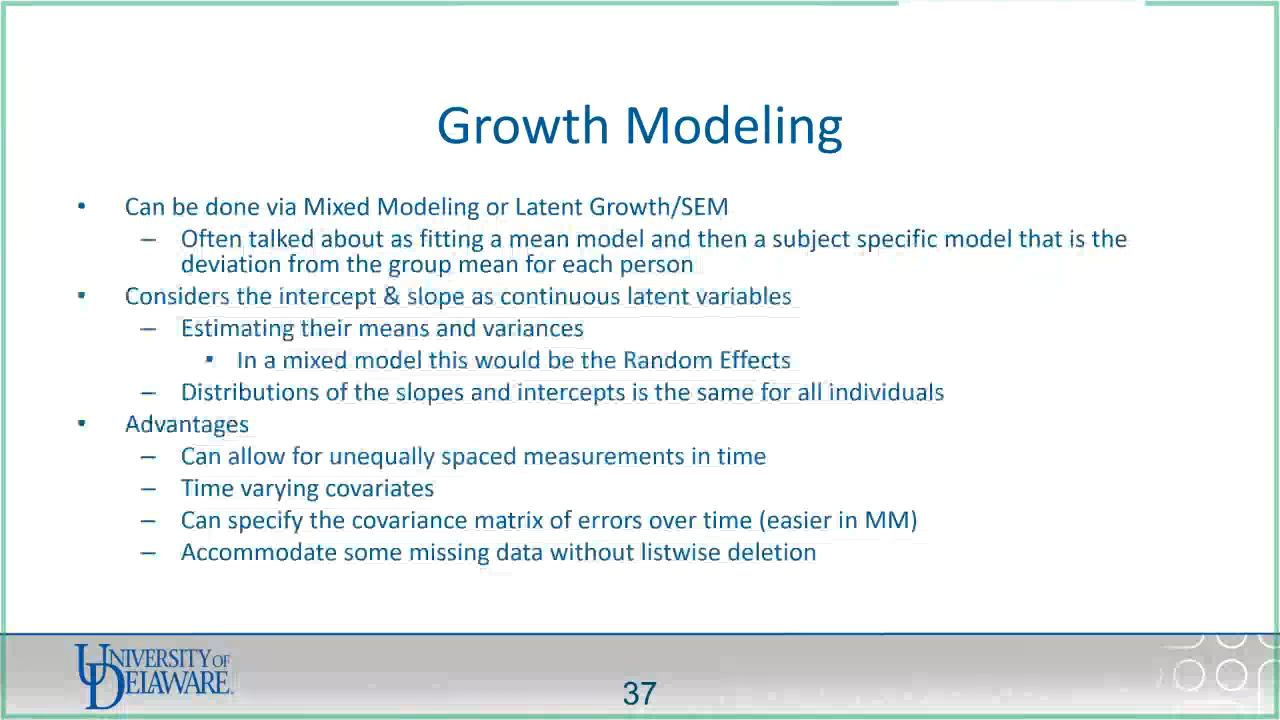 Growth Modeling
• Can be done via Mixed Modeling or Latent Growth/SEM
– Often talked about as fitting a mean model and then a subject specific model that is the
deviation from the group mean for each person
• Considers the intercept & slope as continuous latent variables
– Estimating their means and variances
▪ In a mixed model this would be the Random Effects
– Distributions of the slopes and intercepts is the same for all individuals
• Advantages
– Can allow for unequally spaced measurements in time
– Time varying covariates
– Can specify the covariance matrix of errors over time (easier in MM)
– Accommodate some missing data without listwise deletion
UNIVERSITY OF
DELAWARE
37